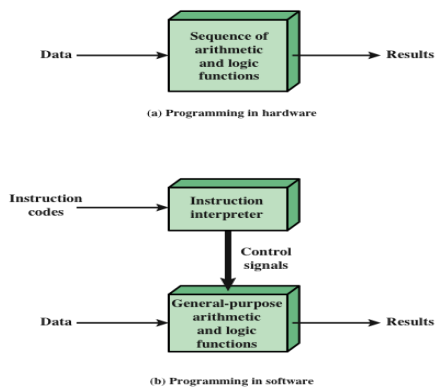 Data
Sequence of
arithmetic
and logic
functions
Results
(a) Programming in hardware
Instruction
codes
Instruction
interpreter
Control
signals
Data
General-purpose
arithmetic
and logic
functions
Results
(b) Programming in software